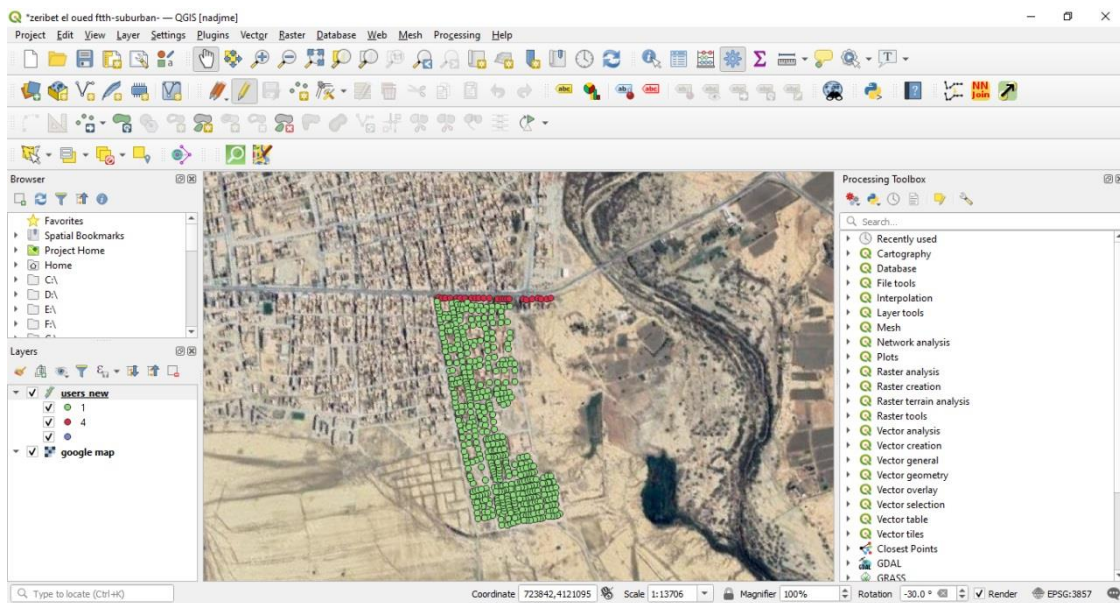 *zeribet el oued ftth-suburban- — QGIS [nadjme]
Project Edit View Layer Settings Plugins Vector Raster Database Web Mesh Processing Help
abc
abc
abc
NN
Join
T
Browser
Favorites
Spatial Bookmarks
Project Home
Home
C:\
D:\
E:\
F:\
Layers
users new
1
4
google map
Processing Toolbox
Search...
Recently used
Cartography
Database
File tools
Interpolation
Layer tools
Mesh
Network analysis
Plots
Raster analysis
Raster creation
Raster terrain analysis
Raster tools
Vector analysis
Vector creation
Vector general
Vector geometry
Vector overlay
Vector selection
Vector table
Vector tiles
Closest Points
GDAL
GRASS
Type to locate (Ctrl+K)
Coordinate 723842,4121095 Scale 1:13706 Magnifier 100% Rotation -30.0 ° Render EPSG:3857